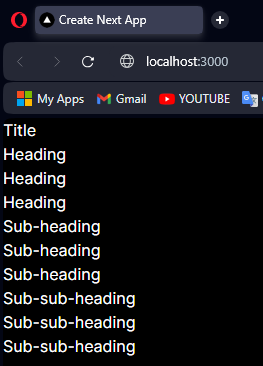 Create Next App
localhost:3000
My Apps Gmail YOUTUBE
Title
Heading
Heading
Heading
Sub-heading
Sub-heading
Sub-heading
Sub-sub-heading
Sub-sub-heading
Sub-sub-heading